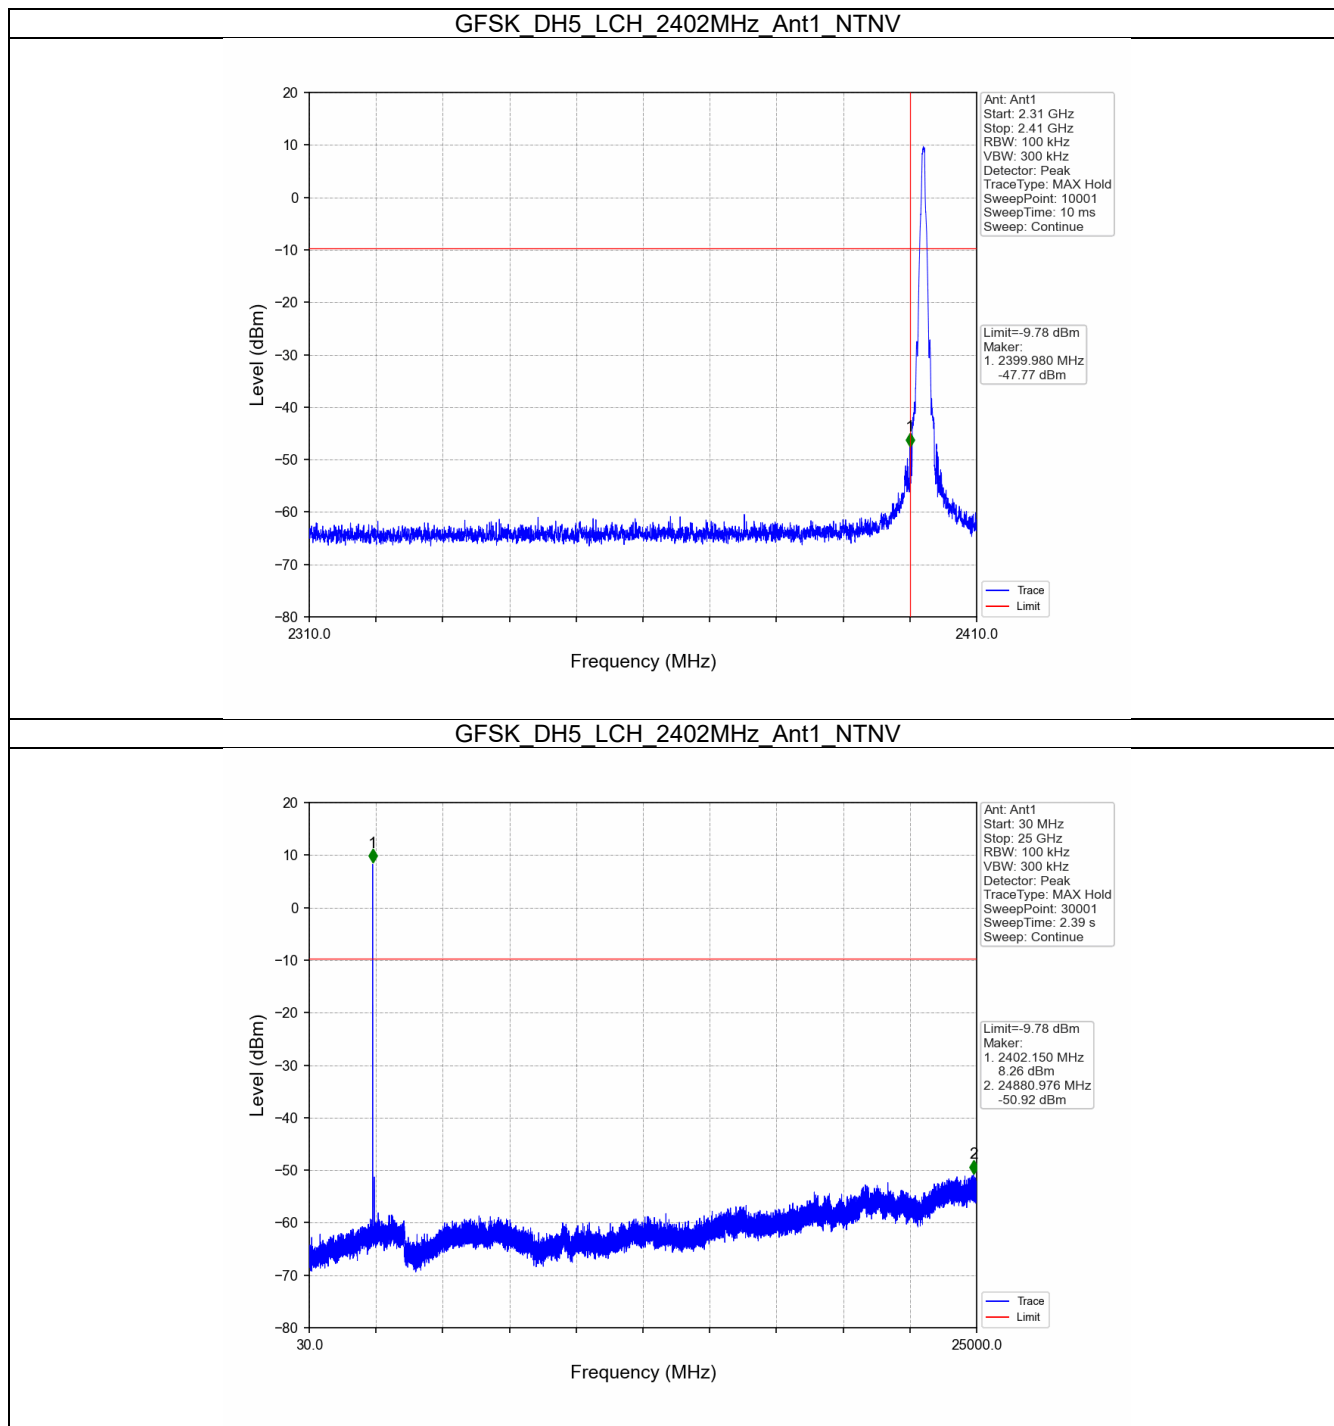 GFSK_DH5_LCH_2402MHz_Ant1_NTNV
20
10
0
−10
−20
−30
−40
−50
−60
−70
−80
Level (dBm)
2310.0
2410.0
Frequency (MHz)
1
Ant: Ant1
Start: 2.31 GHz
Stop: 2.41 GHz
RBW: 100 kHz
VBW: 300 kHz
Detector: Peak
TraceType: MAX Hold
SweepPoint: 10001
SweepTime: 10 ms
Sweep: Continue
Limit=-9.78 dBm
Maker:
1. 2399.980 MHz
-47.77 dBm
Trace
Limit
GFSK_DH5_LCH_2402MHz_Ant1_NTNV
20
10
0
−10
−20
−30
−40
−50
−60
−70
−80
Level (dBm)
30.0
25000.0
Frequency (MHz)
1
2
Ant: Ant1
Start: 30 MHz
Stop: 25 GHz
RBW: 100 kHz
VBW: 300 kHz
Detector: Peak
TraceType: MAX Hold
SweepPoint: 30001
SweepTime: 2.39 s
Sweep: Continue
Limit=-9.78 dBm
Maker:
1. 2402.150 MHz
8.26 dBm
2. 24880.976 MHz
-50.92 dBm
Trace
Limit